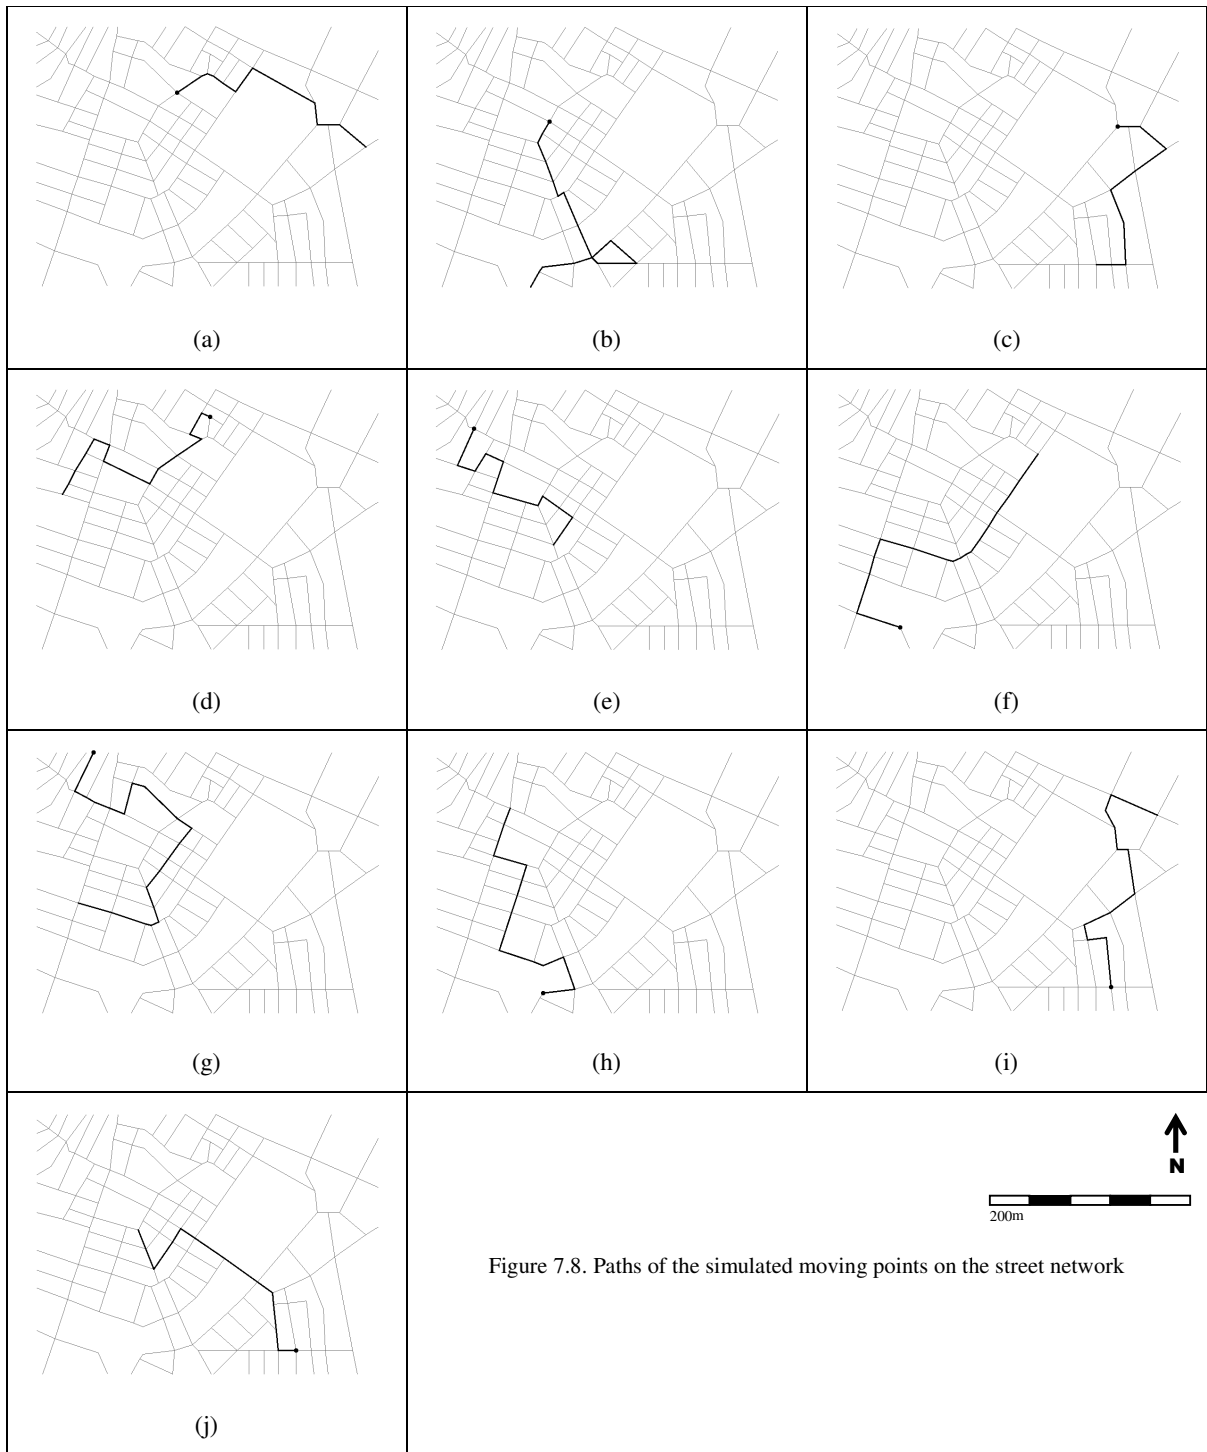 (a)
(b)
(c)
(d)
(e)
(f)
(g)
(h)
(i)
(j)
N
200m
Figure 7.8. Paths of the simulated moving points on the street network